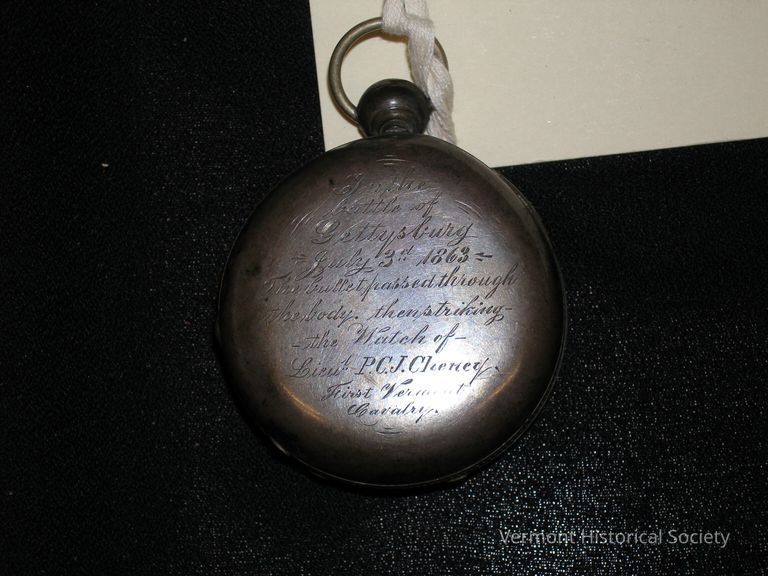 In the
battle of
Gettysburg
= July 3rd 1863 =
The bullet passed through
the body. then striking-
- the Watch of -
Lieut. P.C.J. Cheney.
First Vermont
Cavalry.
Vermont Historical Society